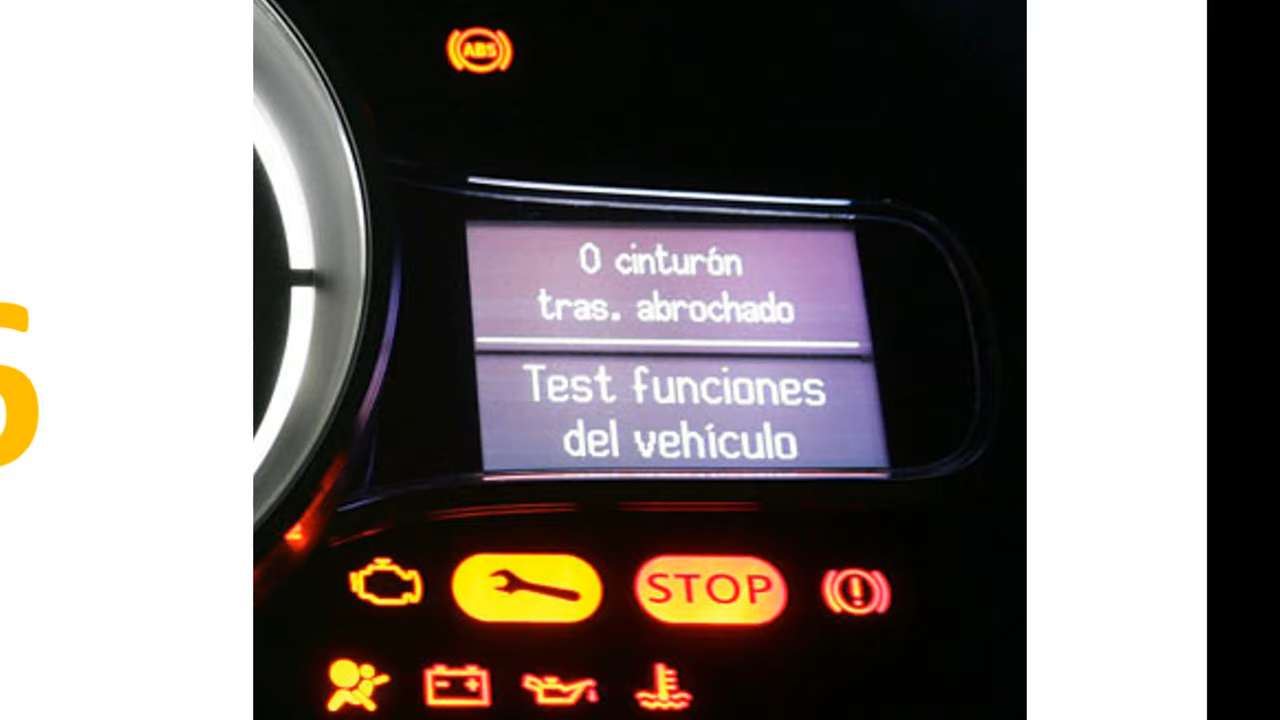 ABS
0 cinturón
tras. abrochado
Test funciones
del vehículo
STOP